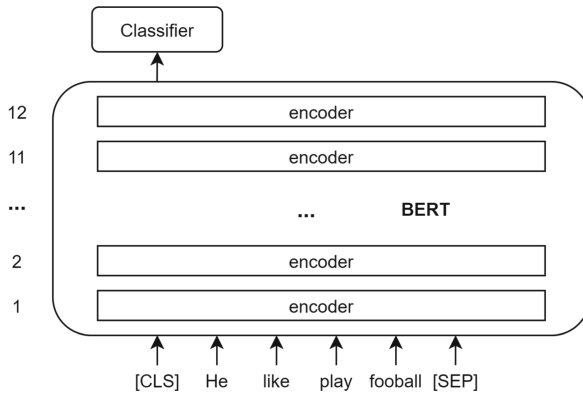 Classifier
12 encoder
11 encoder
... ... BERT
2 encoder
1 encoder
[CLS] He like play fooball [SEP]